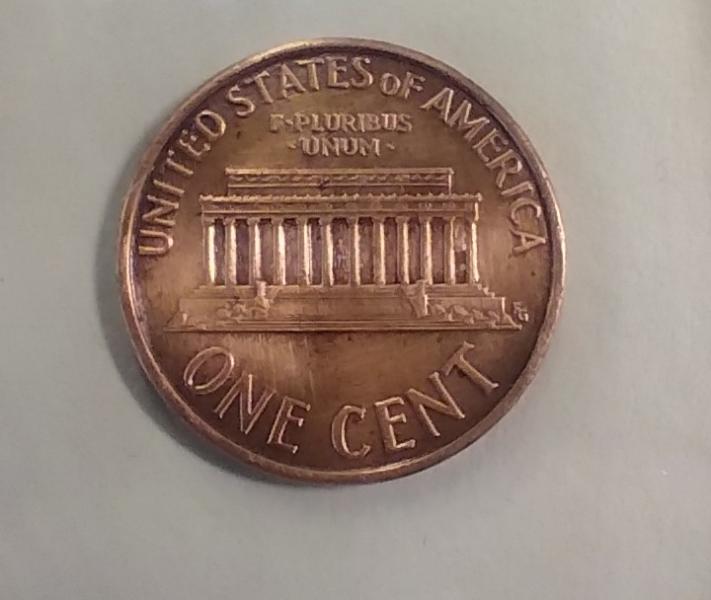 UNITED STATES oF AMERICA
E·PLURIBUS
·UNUM·
ONE CENT